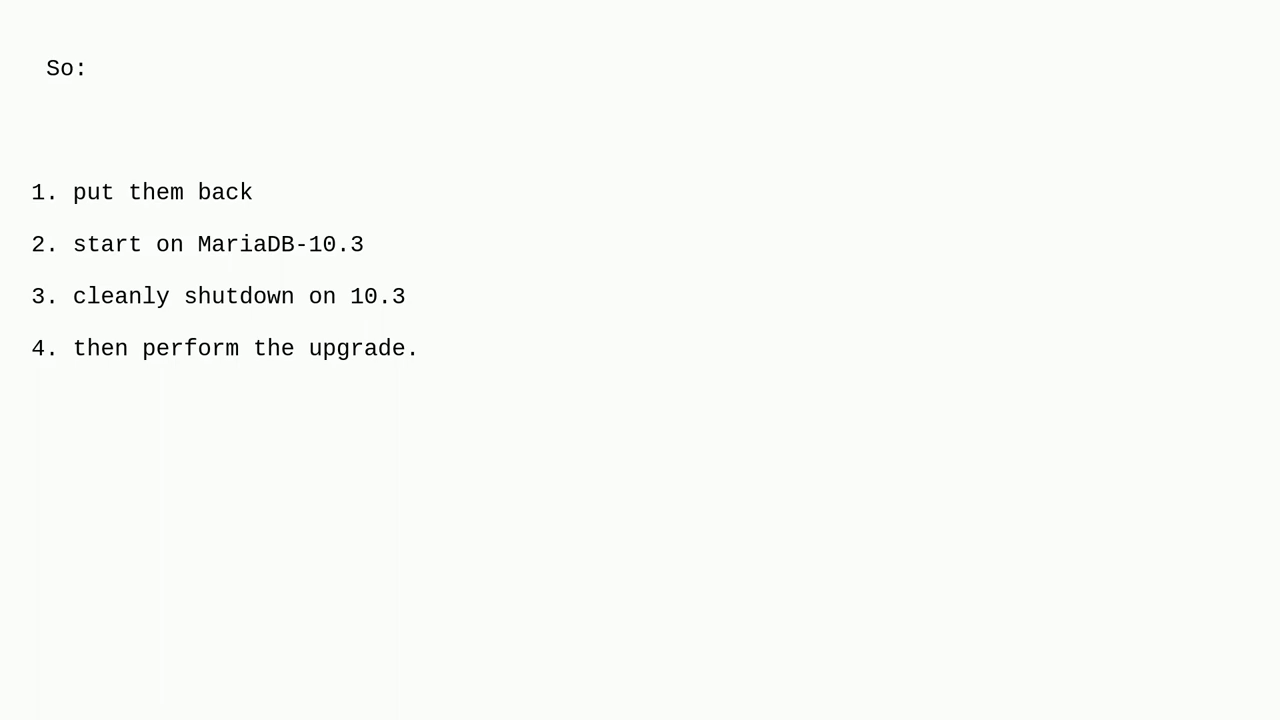 So:
1. put them back
2. start on MariaDB-10.3
3. cleanly shutdown on 10.3
4. then perform the upgrade.